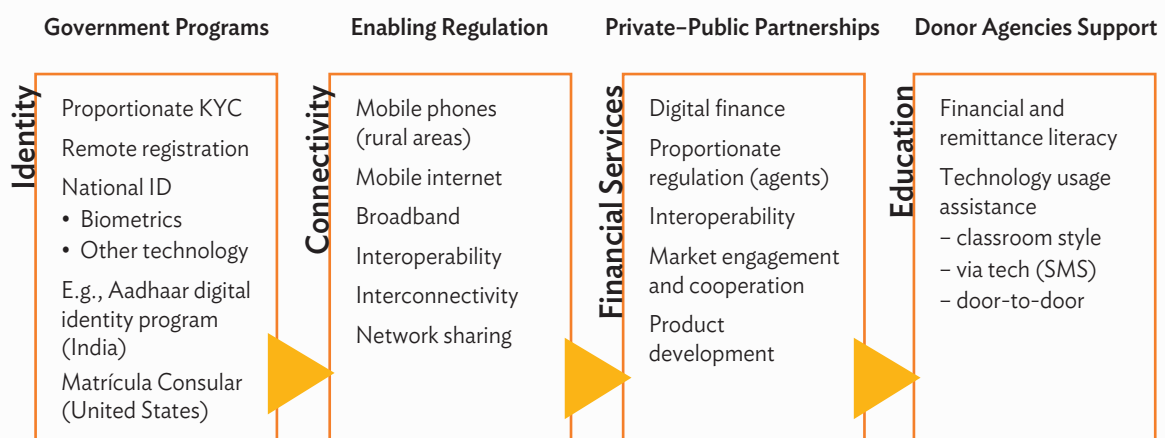 Government Programs
Identity
Proportionate KYC
Remote registration
National ID
• Biometrics
• Other technology
E.g., Aadhaar digital
identity program
(India)
Matrícula Consular
(United States)
Enabling Regulation
Connectivity
Mobile phones
(rural areas)
Mobile internet
Broadband
Interoperability
Interconnectivity
Network sharing
Private–Public Partnerships
Financial Services
Digital finance
Proportionate
regulation (agents)
Interoperability
Market engagement
and cooperation
Product
development
Donor Agencies Support
Education
Financial and
remittance literacy
Technology usage
assistance
– classroom style
– via tech (SMS)
– door-to-door